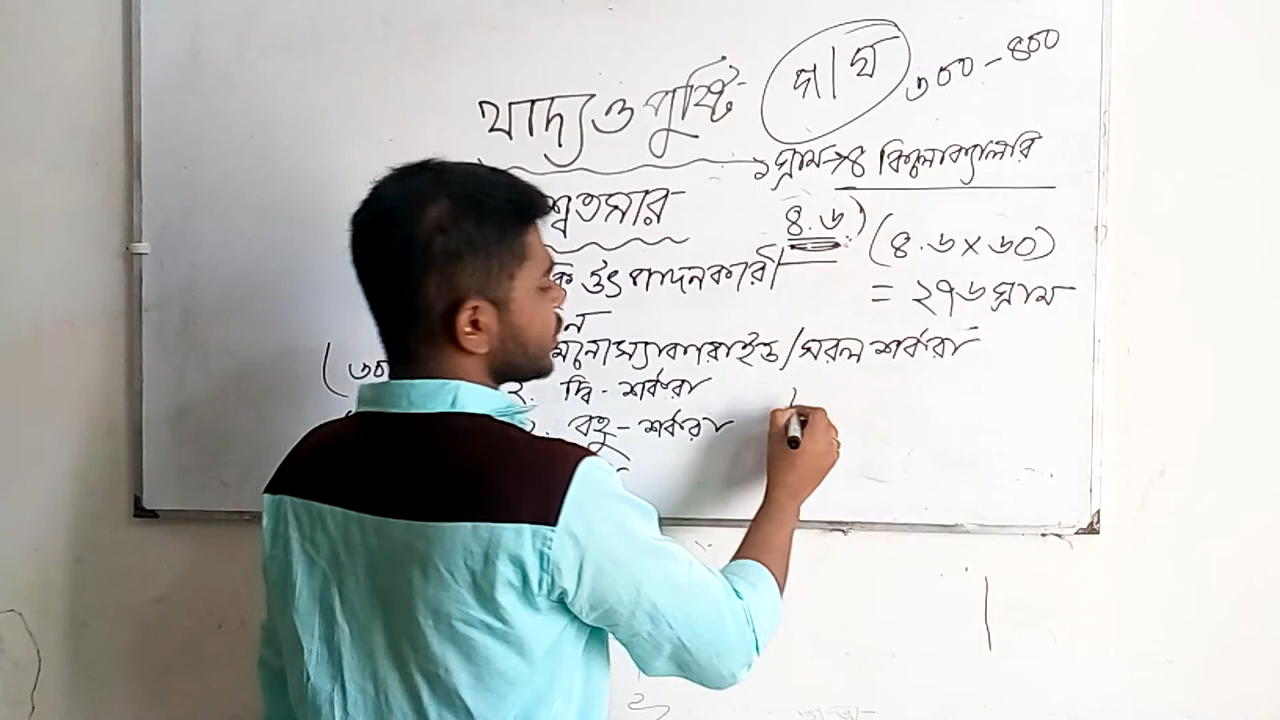 খাদ্য ও পুষ্টি
৩০০-৪০০
১ গ্রাম → ৪ কিলোক্যালরি
শ্বেতসার
৪.৬) (৪.৬×৬০)
= ২৭৬ গ্রাম
উৎপাদনকারী
মনোস্যাকারাইড/সরল শর্করা
২. দ্বি-শর্করা
বহু-শর্করা